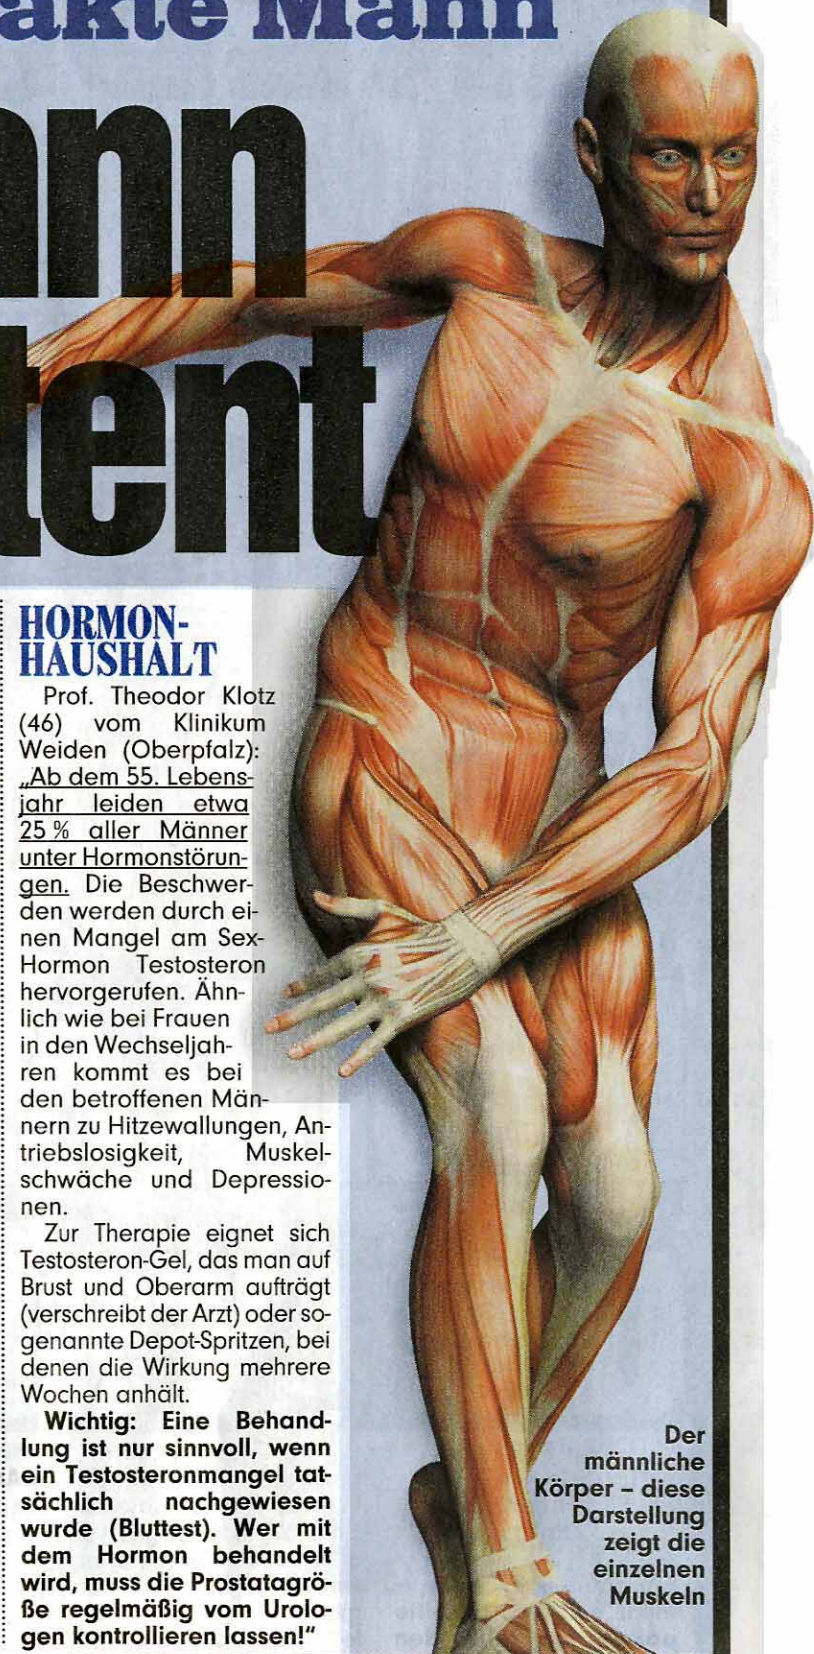 Mann
tent
HORMON-
HAUSHALT
Prof. Theodor Klotz
(46) vom Klinikum
Weiden (Oberpfalz):
„Ab dem 55. Lebens-
jahr leiden etwa
25 % aller Männer
unter Hormonstörun-
gen. Die Beschwer-
den werden durch ei-
nen Mangel am Sex-
Hormon Testosteron
hervorgerufen. Ähn-
lich wie bei Frauen
in den Wechseljah-
ren kommt es bei
den betroffenen Män-
nern zu Hitzewallungen, An-
triebslosigkeit, Muskel-
schwäche und Depressio-
nen.
Zur Therapie eignet sich
Testosteron-Gel, das man auf
Brust und Oberarm aufträgt
(verschreibt der Arzt) oder so-
genannte Depot-Spritzen, bei
denen die Wirkung mehrere
Wochen anhält.
Wichtig: Eine Behand-
lung ist nur sinnvoll, wenn
ein Testosteronmangel tat-
sächlich nachgewiesen
wurde (Bluttest). Wer mit
dem Hormon behandelt
wird, muss die Prostatagrö-
ße regelmäßig vom Urolo-
gen kontrollieren lassen!"
Der
männliche
Körper – diese
Darstellung
zeigt die
einzelnen
Muskeln